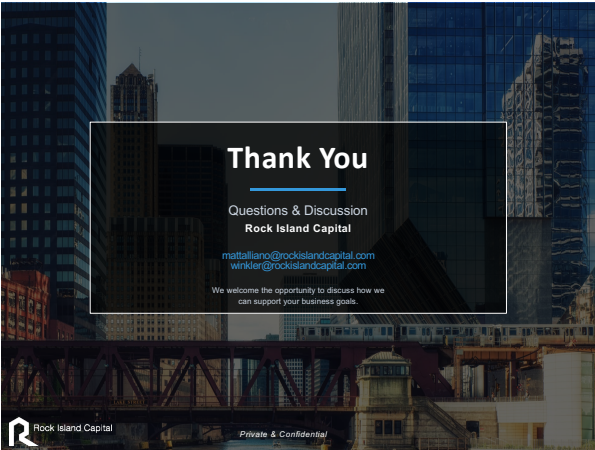 Thank You
Questions & Discussion
Rock Island Capital
mattalliano@rockislandcapital.com
winkler@rockislandcapital.com
We welcome the opportunity to discuss how we
can support your business goals.
Rock Island Capital
Private & Confidential